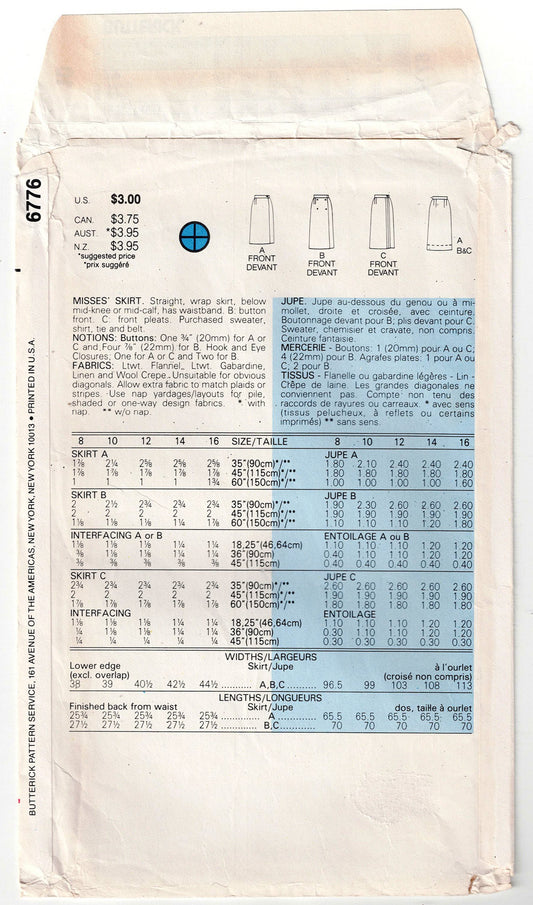 6776
U.S. $3.00
CAN. $3.75
AUST. *$3.95
N.Z. $3.95
*suggested price
*prix suggéré
A
FRONT
DEVANT
B
FRONT
DEVANT
C
FRONT
DEVANT
A
B&C
MISSES' SKIRT. Straight, wrap skirt, below
mid-knee or mid-calf, has waistband. B: button
front. C: front pleats. Purchased sweater,
shirt, tie and belt.
NOTIONS: Buttons: One ¾" (20mm) for A or
C and Four ⅞" (22mm) for B. Hook and Eye
Closures; One for A or C and Two for B.
FABRICS: Ltwt. Flannel, Ltwt. Gabardine,
Linen and Wool Crepe. Unsuitable for obvious
diagonals. Allow extra fabric to match plaids or
stripes. Use nap yardages/layouts for pile,
shaded or one-way design fabrics. * with
nap. ** w/o nap.
JUPE. Jupe au-dessous du genou ou à mi-
mollet, droite et croisée, avec ceinture.
Boutonnage devant pour B; plis devant pour C.
Sweater, chemisier et cravate, non compris.
Ceinture fantaisie.
MERCERIE - Boutons: 1 (20mm) pour A ou C;
4 (22mm) pour B. Agrafes plates: 1 pour A ou
C; 2 pour B.
TISSUS - Flanelle ou gabardine légères - Lin -
Crêpe de laine. Les grandes diagonales ne
conviennent pas. Compte non tenu des
raccords de rayures ou carreaux. * avec sens
(tissus pelucheux, à reflets ou certains
imprimés) ** sans sens.
8 10 12 14 16 SIZE/TAILLE 8 10 12 14 16
SKIRT A JUPE A
1⅞ 2¼ 2⅝ 2⅝ 2⅝ 35"(90cm)*/** 1.80 2.10 2.40 2.40 2.40
1⅞ 1⅞ 1⅞ 1⅞ 1⅞ 45"(115cm)*/** 1.80 1.80 1.80 1.80 1.80
1 1 1 1 1¾ 60"(150cm)*/** 1.00 1.00 1.00 1.00 1.60
SKIRT B JUPE B
2 2½ 2¾ 2¾ 2¾ 35"(90cm)*/** 1.90 2.30 2.60 2.60 2.60
2 2 2 2 2 45"(115cm)*/** 1.90 1.90 1.90 1.90 1.90
1⅛ 1⅛ 1⅛ 1¼ 1⅞ 60"(150cm)*/** 1.10 1.10 1.10 1.20 1.80
INTERFACING A or B ENTOILAGE A ou B
1⅛ 1⅛ 1⅛ 1¼ 1¼ 18,25"(46,64cm) 1.10 1.10 1.10 1.20 1.20
⅜ 1⅛ 1⅛ 1¼ 1¼ 36"(90cm) 0.40 1.10 1.10 1.20 1.20
⅜ ⅜ ⅜ ⅜ ⅜ 45"(115cm) 0.40 0.40 0.40 0.40 0.40
SKIRT C JUPE C
2¾ 2¾ 2¾ 2¾ 2¾ 35"(90cm)*/** 2.60 2.60 2.60 2.60 2.60
2 2 2 2 2 45"(115cm)*/** 1.90 1.90 1.90 1.90 1.90
1⅞ 1⅞ 1⅞ 1⅞ 1⅞ 60"(150cm)*/** 1.80 1.80 1.80 1.80 1.80
INTERFACING ENTOILAGE
1⅛ 1⅛ 1⅛ 1¼ 1¼ 18,25"(46,64cm) 1.10 1.10 1.10 1.20 1.20
¼ 1⅛ 1⅛ 1¼ 1¼ 36"(90cm) 0.30 1.10 1.10 1.20 1.20
¼ ¼ ¼ ¼ ¼ 45"(115cm) 0.30 0.30 0.30 0.30 0.30
WIDTHS/LARGEURS
Lower edge Skirt/Jupe à l'ourlet
(excl. overlap) (croisé non compris)
38 39 40½ 42½ 44½ .... A,B,C .... 96.5 99 103 108 113
LENGTHS/LONGUEURS
Finished back from waist Skirt/Jupe dos, taille à ourlet
25¾ 25¾ 25¾ 25¾ 25¾ .... A .... 65.5 65.5 65.5 65.5 65.5
27½ 27½ 27½ 27½ 27½ .... B,C .... 70 70 70 70 70
BUTTERICK PATTERN SERVICE, 161 AVENUE OF THE AMERICAS, NEW YORK, NEW YORK 10013 • PRINTED IN U.S.A.